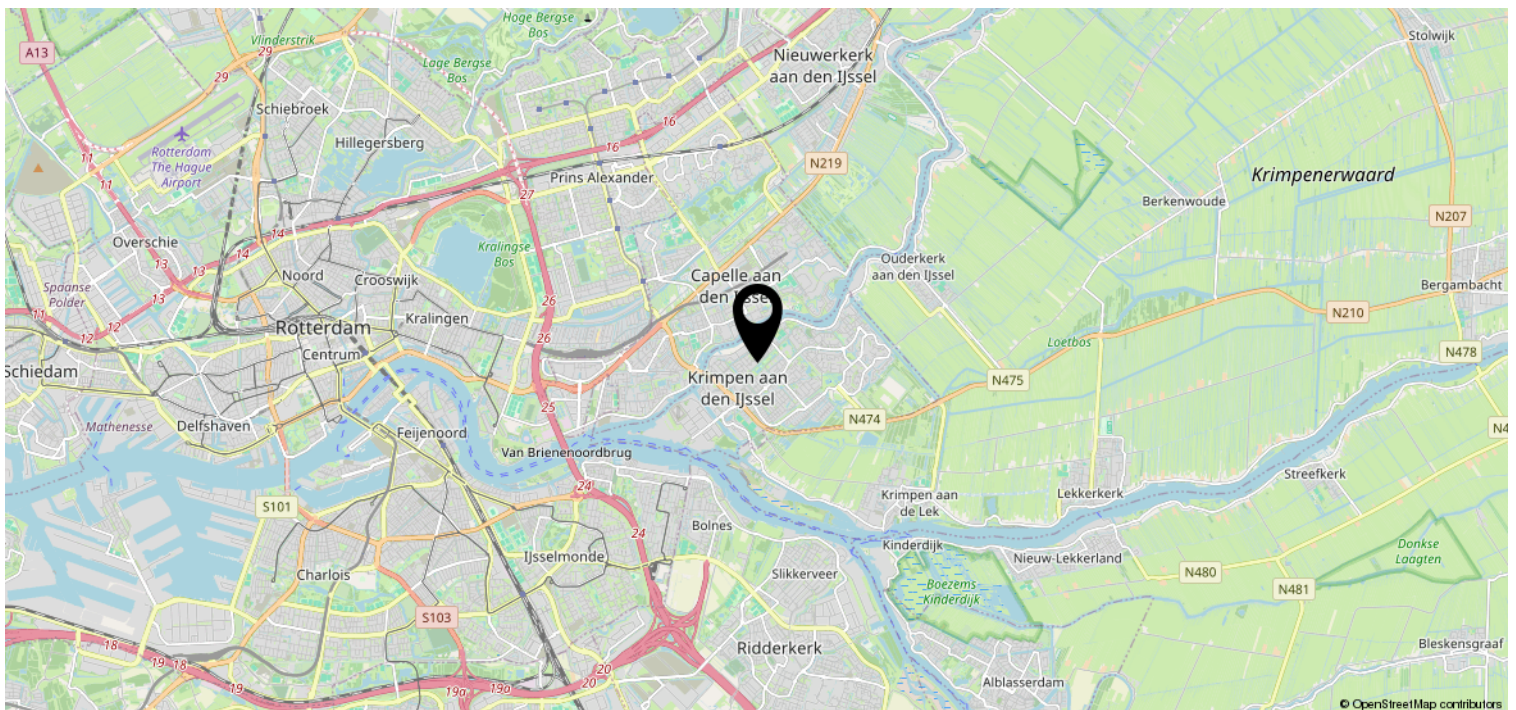 Hoge Bergse
Bos
Vlinderstrik
29
A13
29
Lage Bergse
Bos
Nieuwerkerk
aan den IJssel
Stolwijk
Schiebroek
16
Hillegersberg
16
11
Rotterdam
The Hague
Airport
11
N219
Prins Alexander
27
Krimpenerwaard
Berkenwoude
N207
14
14
Overschie
Kralingse
Bos
13
13
Noord
Crooswijk
Ouderkerk
aan den IJssel
Capelle aan
den IJssel
Spaanse
Polder
13
12
12
26
26
Bergambacht
N210
Kralingen
Rotterdam
Centrum
Loetbos
N478
Schiedam
Krimpen aan
den IJssel
N475
25
N474
Mathenesse
Delfshaven
Feijenoord
N4
Van Brienenoordbrug
Streefkerk
24
S101
Krimpen aan
de Lek
Lekkerkerk
24
Bolnes
Kinderdijk
IJsselmonde
Nieuw-Lekkerland
Donkse
Laagten
Charlois
Slikkerveer
N480
Boezems
Kinderdijk
N481
S103
18
19
18
Ridderkerk
Bleskensgraaf
20
20
19
19a
19a
Alblasserdam
© OpenStreetMap contributors